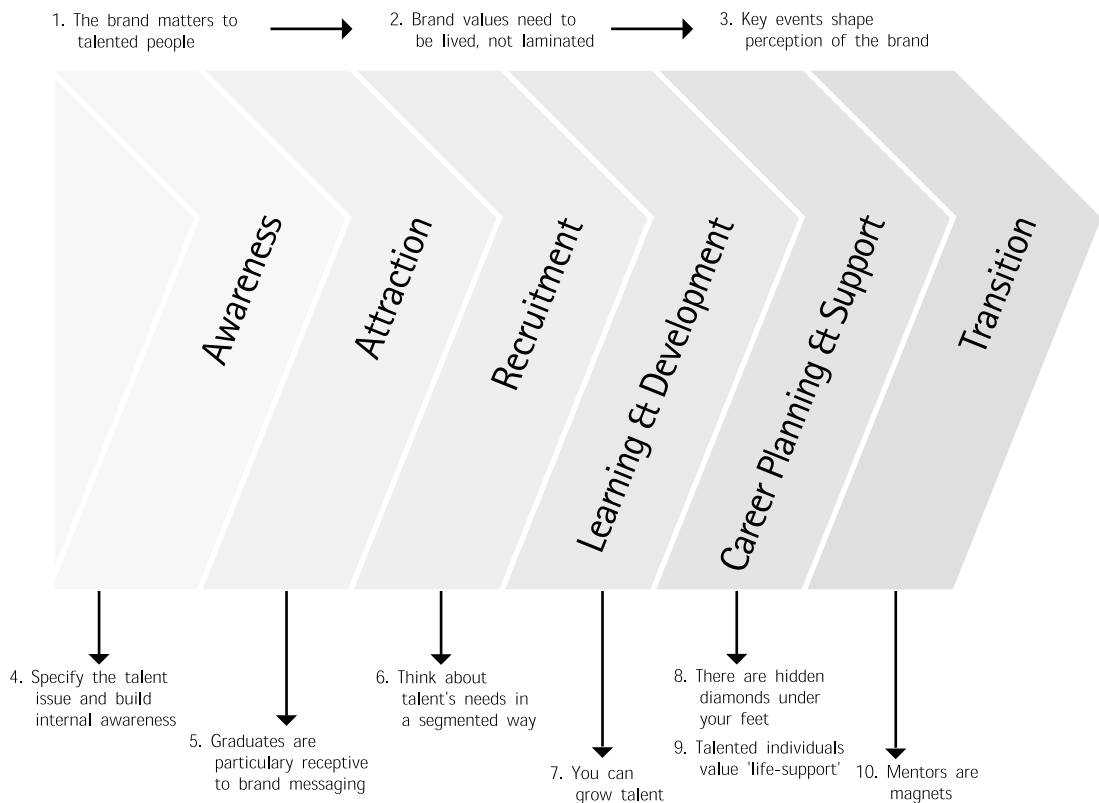 1. The brand matters to
talented people
2. Brand values need to
be lived, not laminated
3. Key events shape
perception of the brand
Awareness
Attraction
Recruitment
Learning & Development
Career Planning & Support
Transition
4. Specify the talent
issue and build
internal awareness
5. Graduates are
particulary receptive
to brand messaging
6. Think about
talent's needs in
a segmented way
7. You can
grow talent
8. There are hidden
diamonds under
your feet
9. Talented individuals
value 'life-support'
10. Mentors are
magnets